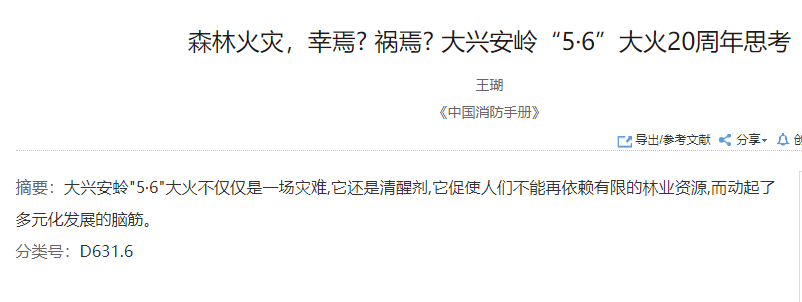 森林火灾，幸焉? 祸焉? 大兴安岭“5·6”大火20周年思考
王瑚
《中国消防手册》
导出/参考文献 分享 创
摘要：大兴安蛉"5·6"大火不仅仅是一场灾难,它还是清醒剂,它促使人们不能再依赖有限的林业资源,而动起了
多元化发展的脑筋。
分类号：D631.6